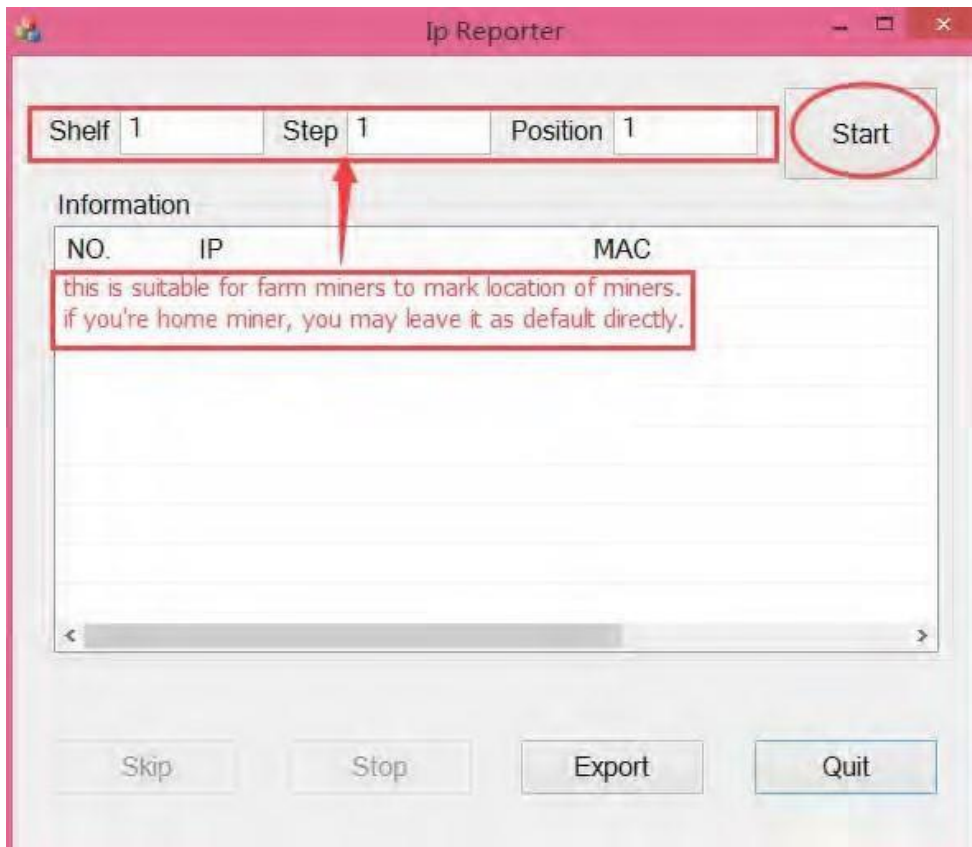 Ip Reporter
Shelf 1 Step 1 Position 1 Start
Information
NO. IP MAC
this is suitable for farm miners to mark location of miners.
if you're home miner, you may leave it as default directly.
Skip Stop Export Quit